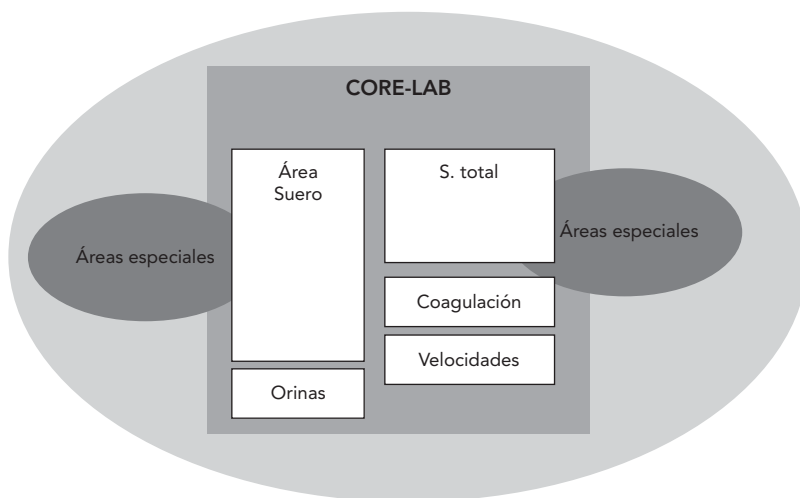 CORE-LAB
Área
Suero
S. total
Áreas especiales
Áreas especiales
Coagulación
Velocidades
Orinas